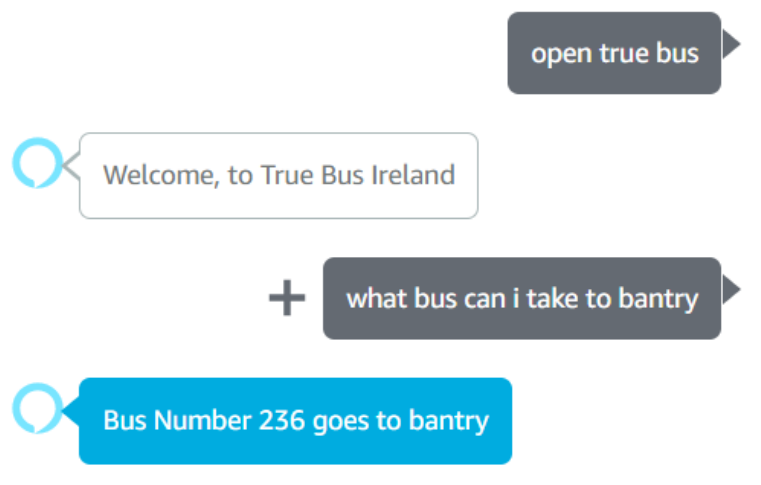 open true bus
Welcome, to True Bus Ireland
what bus can i take to bantry
Bus Number 236 goes to bantry